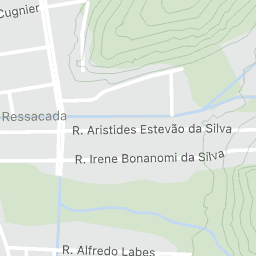 Cugnier
Ressacada
R. Aristides Estevão da Silva
R. Irene Bonanomi da Silva
R. Alfredo Labes